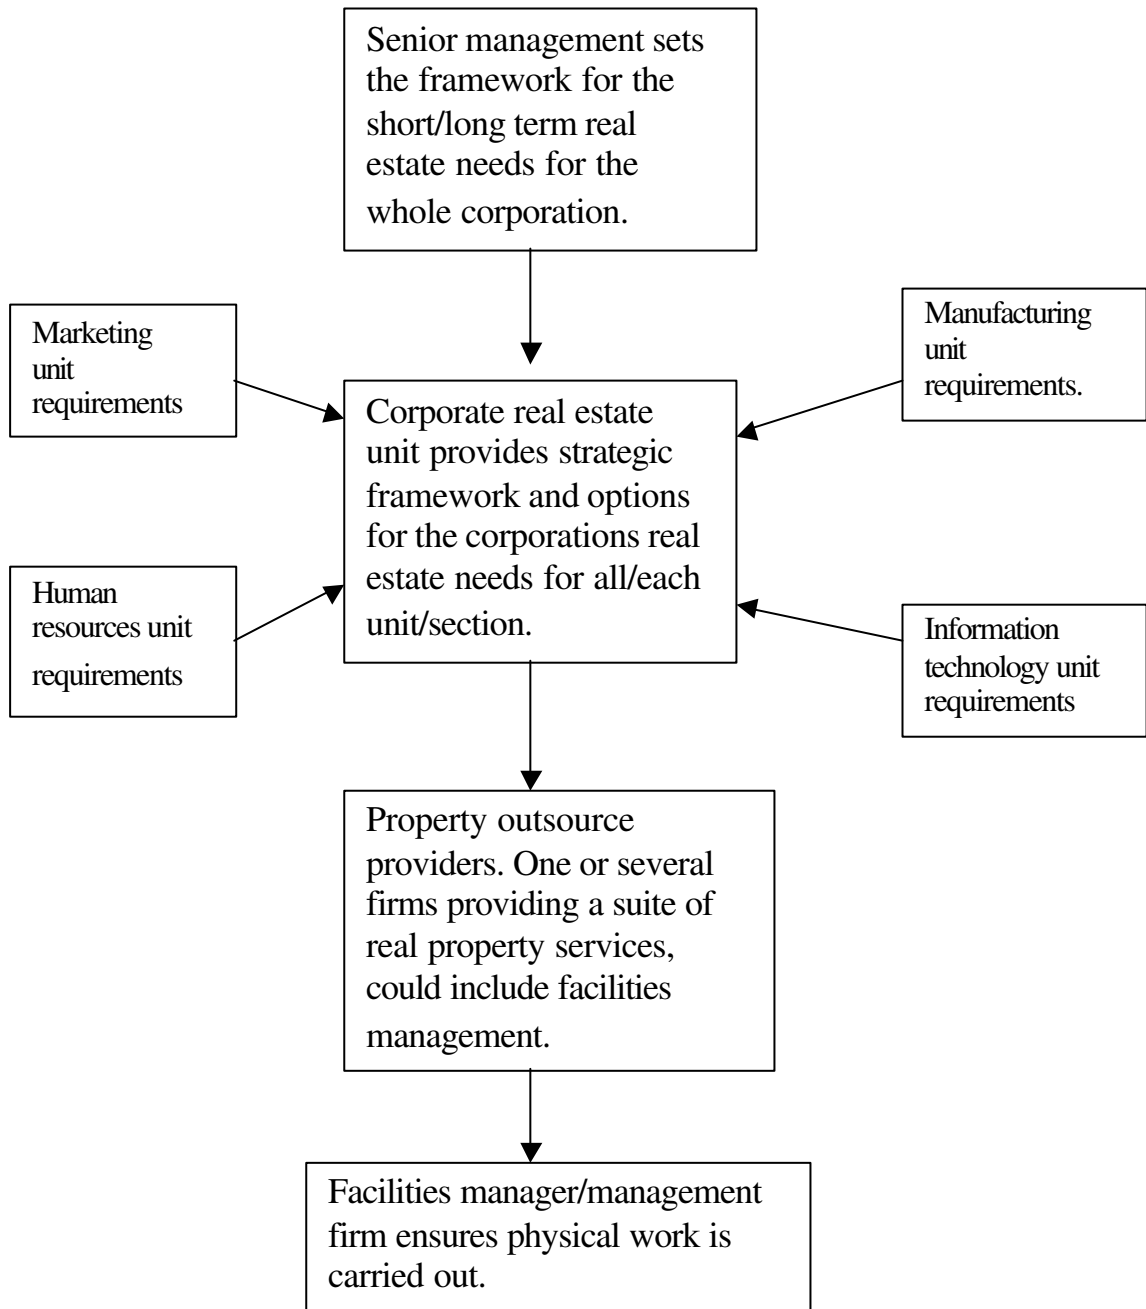 Senior management sets
the framework for the
short/long term real
estate needs for the
whole corporation.
Marketing
unit
requirements
Manufacturing
unit
requirements.
Corporate real estate
unit provides strategic
framework and options
for the corporations real
estate needs for all/each
unit/section.
Human
resources unit
requirements
Information
technology unit
requirements
Property outsource
providers. One or several
firms providing a suite of
real property services,
could include facilities
management.
Facilities manager/management
firm ensures physical work is
carried out.